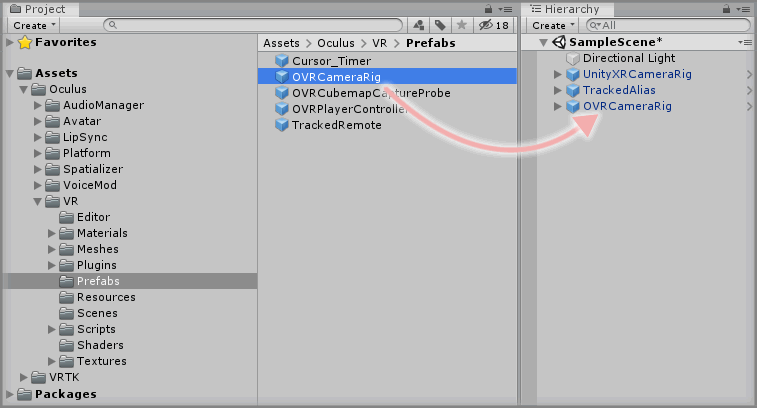 Project
Create
18
Favorites
Assets
Oculus
AudioManager
Avatar
LipSync
Platform
Spatializer
VoiceMod
VR
Editor
Materials
Meshes
Plugins
Prefabs
Resources
Scenes
Scripts
Shaders
Textures
VRTK
Packages
Assets > Oculus > VR > Prefabs
Cursor_Timer
OVRCameraRig
OVRCubemapCaptureProbe
OVRPlayerController
TrackedRemote
Hierarchy
Create
All
SampleScene*
Directional Light
UnityXRCameraRig
TrackedAlias
OVRCameraRig